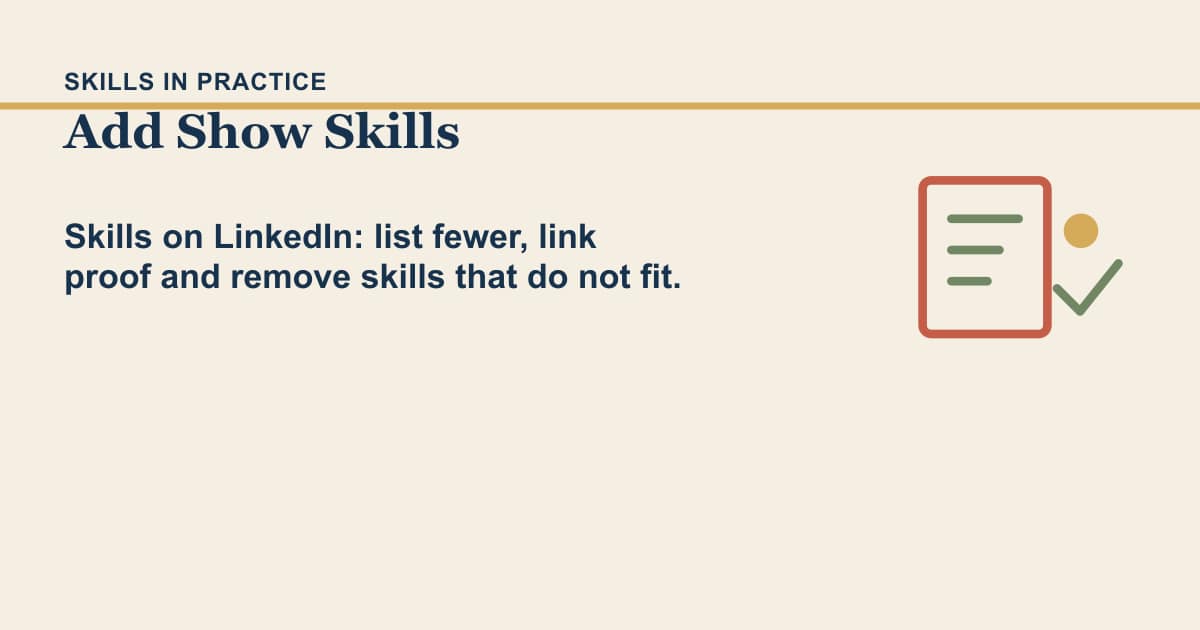 SKILLS IN PRACTICE
Add Show Skills
Skills on LinkedIn: list fewer, link
proof and remove skills that do not fit.